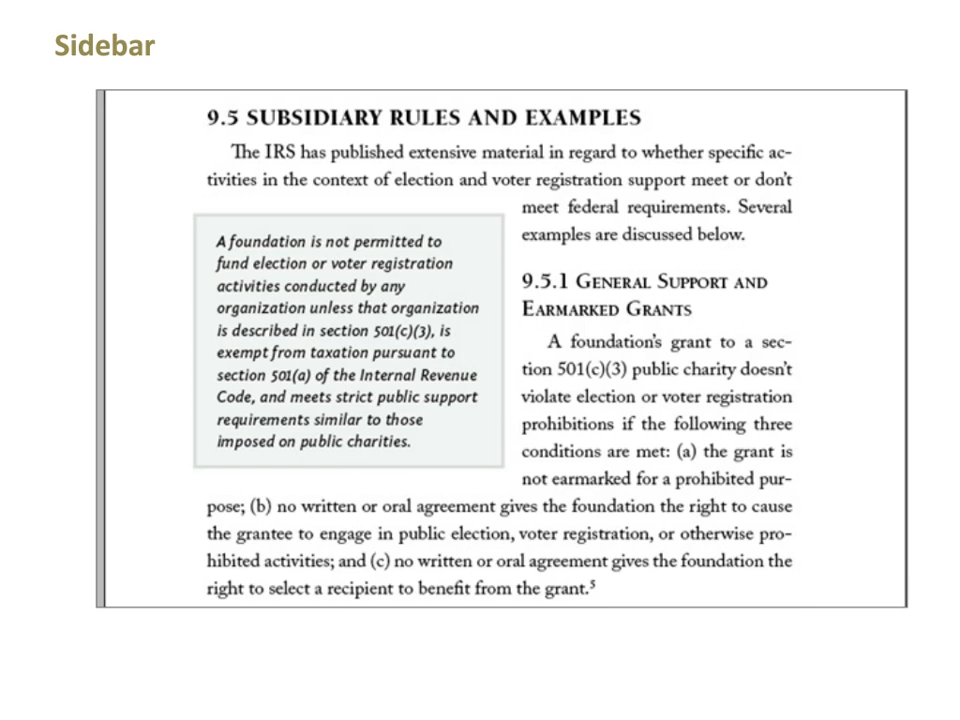 Sidebar
9.5 SUBSIDIARY RULES AND EXAMPLES
The IRS has published extensive material in regard to whether specific ac-
tivities in the context of election and voter registration support meet or don't
meet federal requirements. Several
examples are discussed below.
A foundation is not permitted to
fund election or voter registration
activities conducted by any
organization unless that organization
is described in section 501(c)(3), is
exempt from taxation pursuant to
section 501(a) of the Internal Revenue
Code, and meets strict public support
requirements similar to those
imposed on public charities.
9.5.1 GENERAL SUPPORT AND
EARMARKED GRANTS
A foundation's grant to a sec-
tion 501(c)(3) public charity doesn't
violate election or voter registration
prohibitions if the following three
conditions are met: (a) the grant is
not earmarked for a prohibited pur-
pose; (b) no written or oral agreement gives the foundation the right to cause
the grantee to engage in public election, voter registration, or otherwise pro-
hibited activities; and (c) no written or oral agreement gives the foundation the
right to select a recipient to benefit from the grant.5